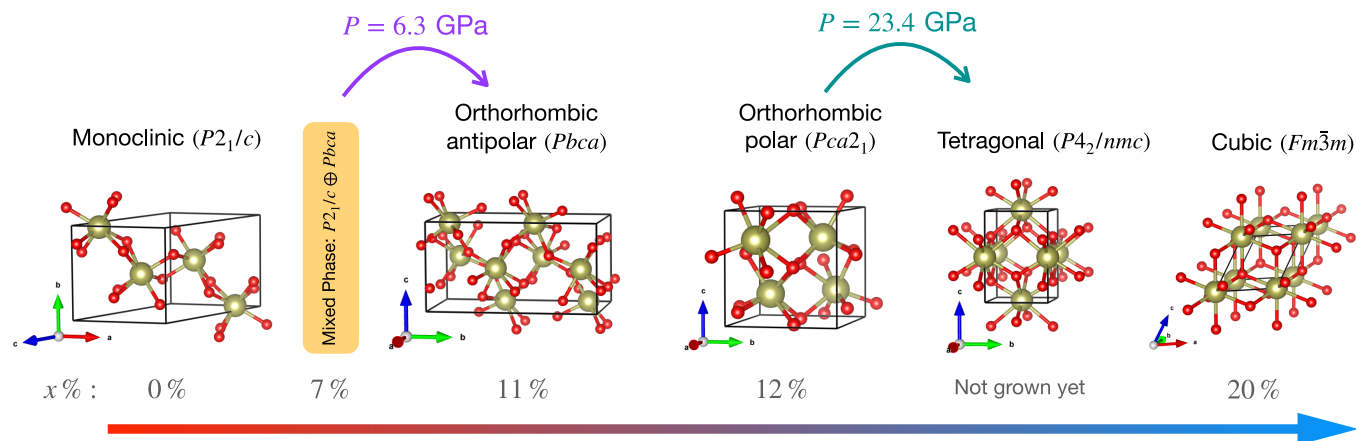 P = 6.3 GPa
P = 23.4 GPa
Monoclinic (P2₁/c)
Mixed Phase: P2₁/c ⊕ Pbca
Orthorhombic
antipolar (Pbca)
Orthorhombic
polar (Pca2₁)
Tetragonal (P4₂/nmc)
Cubic (Fm3̄m)
b
c
a
c
a
b
c
a
b
c
a
b
c
b
a
x % :
0 %
7 %
11 %
12 %
Not grown yet
20 %